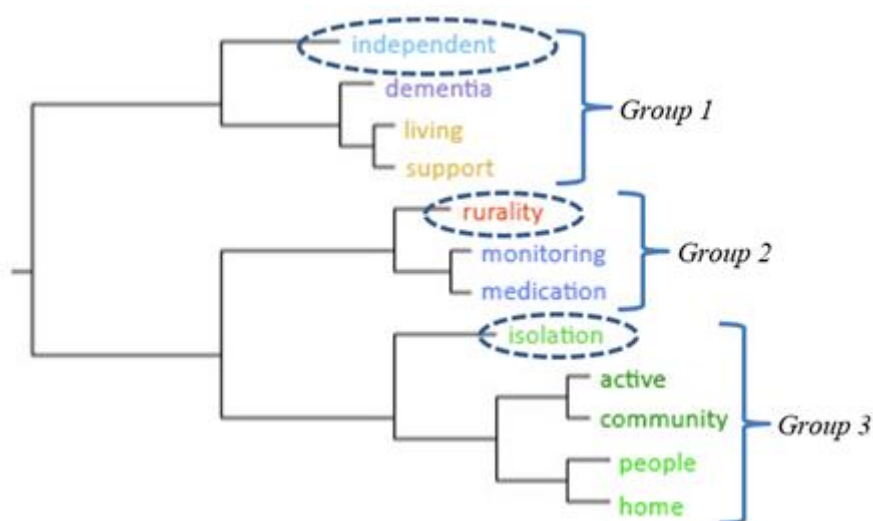 independent
dementia
Group 1
living
support
rurality
monitoring
Group 2
medication
isolation
active
community
Group 3
people
home